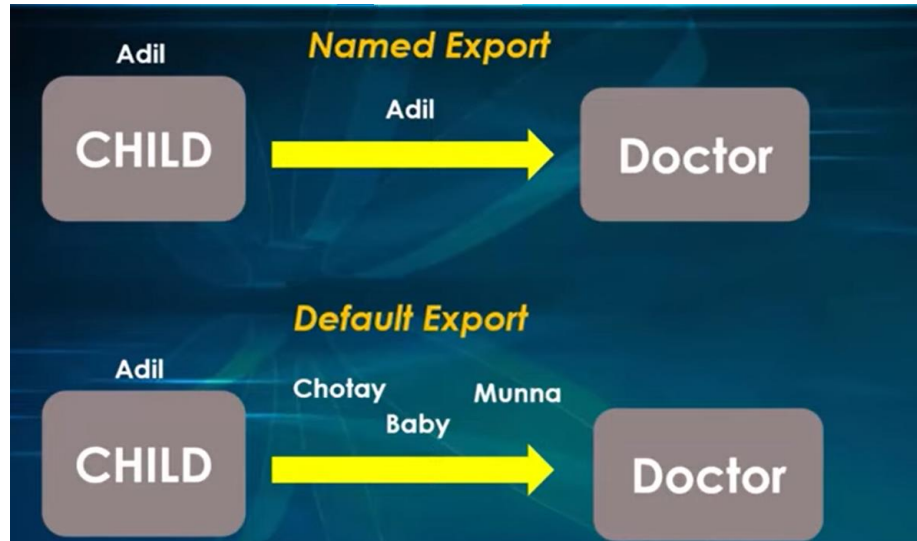 Named Export
Adil
Adil
CHILD
Doctor
Default Export
Adil
Chotay
Munna
Baby
CHILD
Doctor